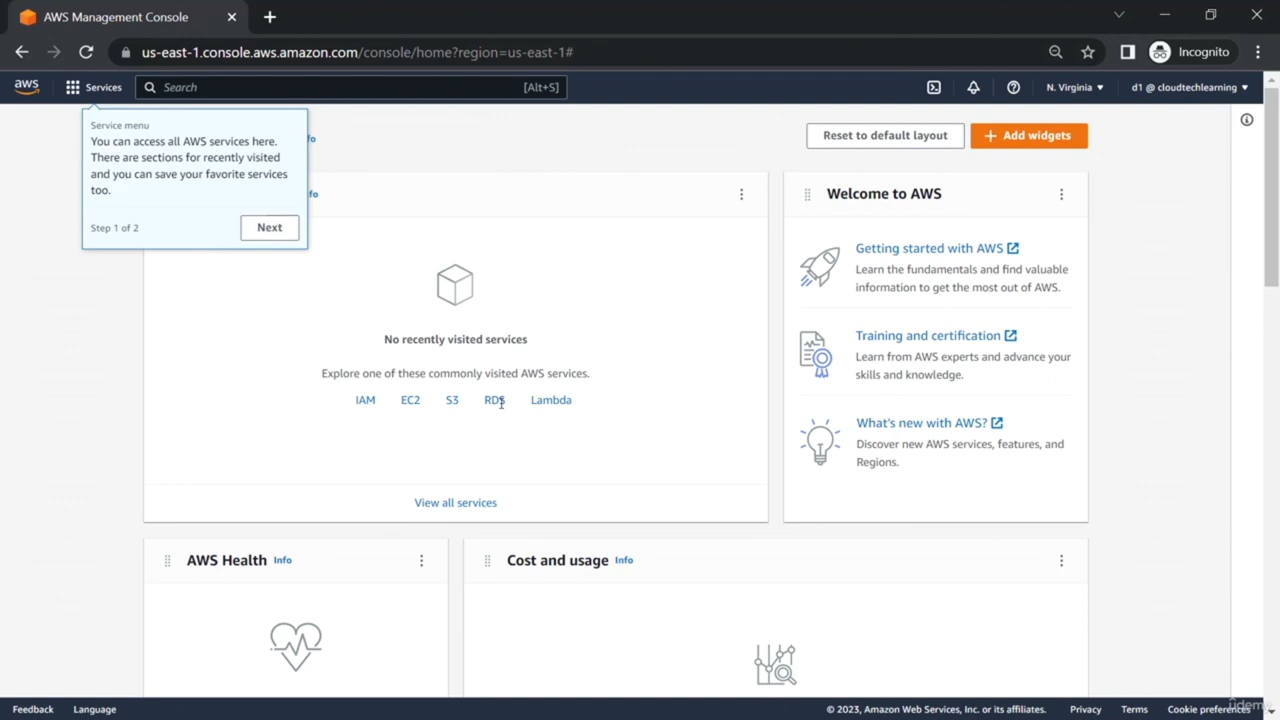 AWS Management Console
us-east-1.console.aws.amazon.com/console/home?region=us-east-1#
Incognito
aws
Services
Search
[Alt+S]
N. Virginia
d1 @ cloudtechlearning
Service menu
You can access all AWS services here.
There are sections for recently visited
and you can save your favorite services
too.
Step 1 of 2
Next
fo
Reset to default layout
Add widgets
fo
No recently visited services
Explore one of these commonly visited AWS services.
IAM
EC2
S3
RDS
Lambda
View all services
Welcome to AWS
Getting started with AWS
Learn the fundamentals and find valuable
information to get the most out of AWS.
Training and certification
Learn from AWS experts and advance your
skills and knowledge.
What's new with AWS?
Discover new AWS services, features, and
Regions.
AWS Health Info
Cost and usage Info
Feedback
Language
© 2023, Amazon Web Services, Inc. or its affiliates.
Privacy
Terms
Cookie preferences
udemy